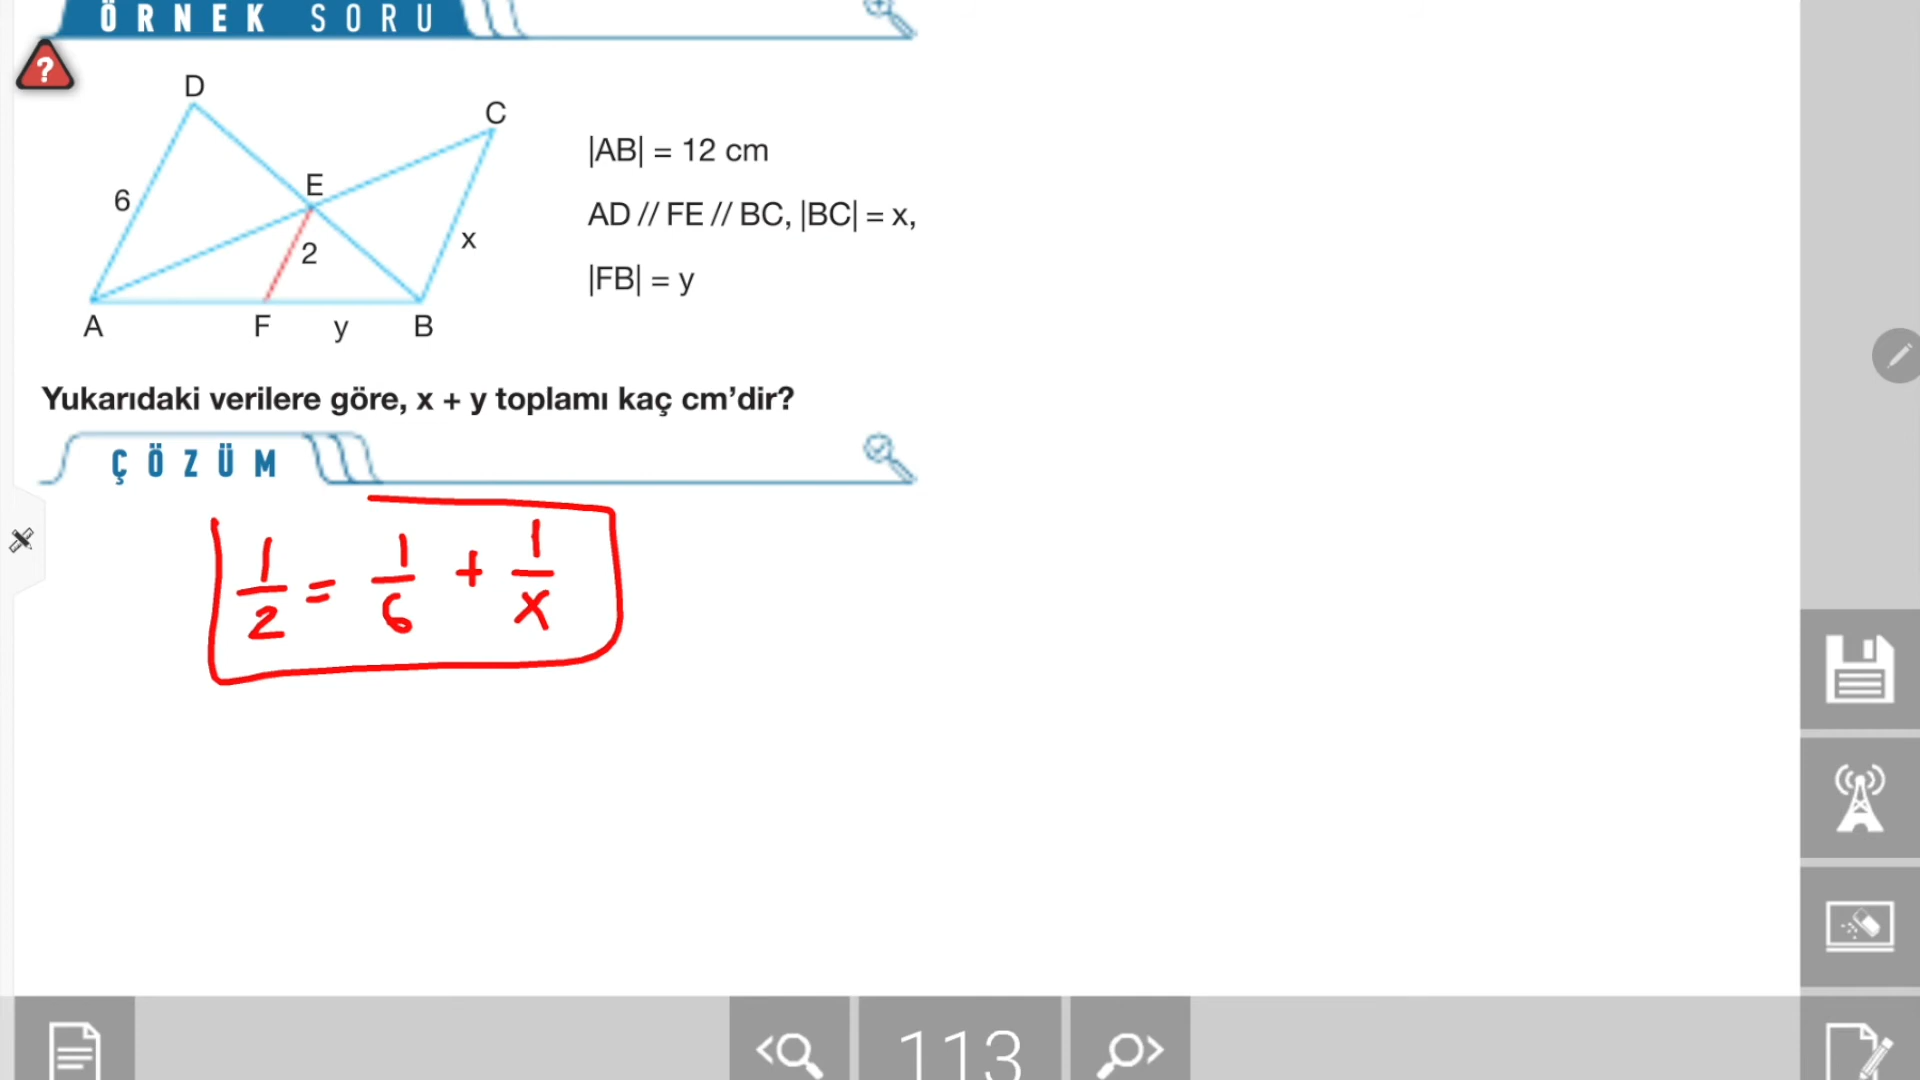 ÖRNEK SORU
?
D
C
|AB| = 12 cm
E
6
AD // FE // BC, |BC| = x,
2
x
|FB| = y
A F y B
Yukarıdaki verilere göre, x + y toplamı kaç cm’dir?
ÇÖZÜM
1/2 = 1/6 + 1/x
113